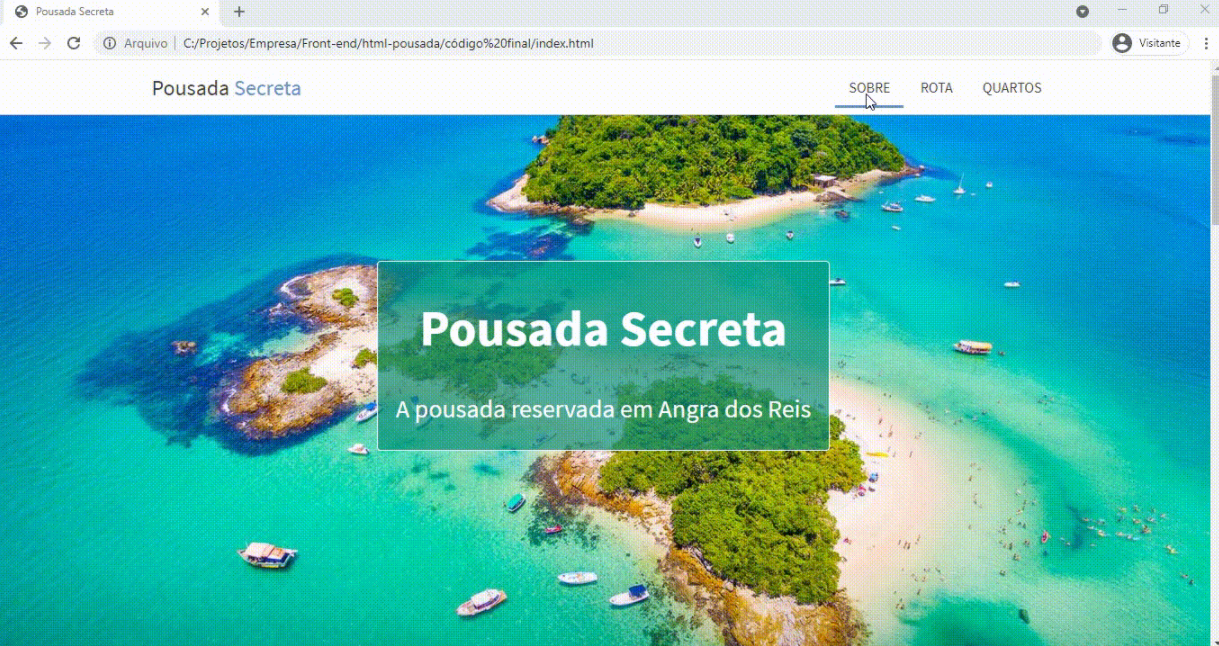 Pousada Secreta
Arquivo C:/Projetos/Empresa/Front-end/html-pousada/código%20final/index.html Visitante
Pousada Secreta SOBRE ROTA QUARTOS
Pousada Secreta
A pousada reservada em Angra dos Reis